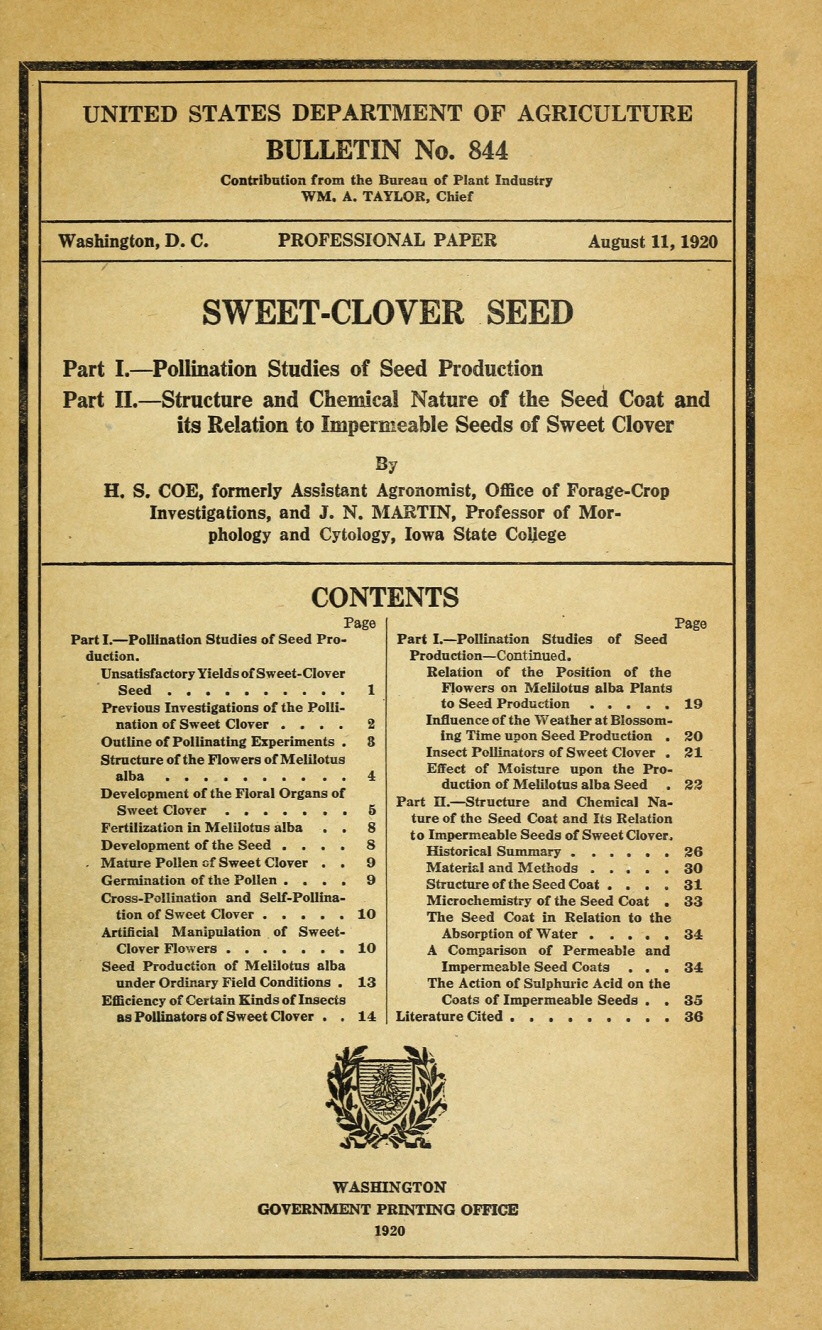 UNITED STATES DEPARTMENT OF AGRICULTURE
BULLETIN No. 844
Contribution from the Bureau of Plant Industry
WM. A. TAYLOR, Chief
Washington, D. C. PROFESSIONAL PAPER August 11, 1920
SWEET-CLOVER SEED
Part I.—Pollination Studies of Seed Production
Part II.—Structure and Chemical Nature of the Seed Coat and
its Relation to Impermeable Seeds of Sweet Clover
By
H. S. COE, formerly Assistant Agronomist, Office of Forage-Crop
Investigations, and J. N. MARTIN, Professor of Mor-
phology and Cytology, Iowa State College
CONTENTS
Page
Part I.—Pollination Studies of Seed Pro-
duction.
Unsatisfactory Yields of Sweet-Clover
Seed . . . . . . . . . . 1
Previous Investigations of the Polli-
nation of Sweet Clover . . . . 2
Outline of Pollinating Experiments . 3
Structure of the Flowers of Melilotus
alba . . . . . . . . . . 4
Development of the Floral Organs of
Sweet Clover . . . . . . . 5
Fertilization in Melilotus alba . . 8
Development of the Seed . . . . 8
Mature Pollen of Sweet Clover . . 9
Germination of the Pollen . . . . 9
Cross-Pollination and Self-Pollina-
tion of Sweet Clover . . . . . 10
Artificial Manipulation of Sweet-
Clover Flowers . . . . . . . 10
Seed Production of Melilotus alba
under Ordinary Field Conditions . 13
Efficiency of Certain Kinds of Insects
as Pollinators of Sweet Clover . . 14
Page
Part I.—Pollination Studies of Seed
Production—Continued.
Relation of the Position of the
Flowers on Melilotus alba Plants
to Seed Production . . . . . 19
Influence of the Weather at Blossom-
ing Time upon Seed Production . 20
Insect Pollinators of Sweet Clover . 21
Effect of Moisture upon the Pro-
duction of Melilotus alba Seed . 22
Part II.—Structure and Chemical Na-
ture of the Seed Coat and Its Relation
to Impermeable Seeds of Sweet Clover.
Historical Summary . . . . . . 26
Material and Methods . . . . . 30
Structure of the Seed Coat . . . . 31
Microchemistry of the Seed Coat . 33
The Seed Coat in Relation to the
Absorption of Water . . . . . 34
A Comparison of Permeable and
Impermeable Seed Coats . . . 34
The Action of Sulphuric Acid on the
Coats of Impermeable Seeds . . 35
Literature Cited . . . . . . . . . 36
WASHINGTON
GOVERNMENT PRINTING OFFICE
1920